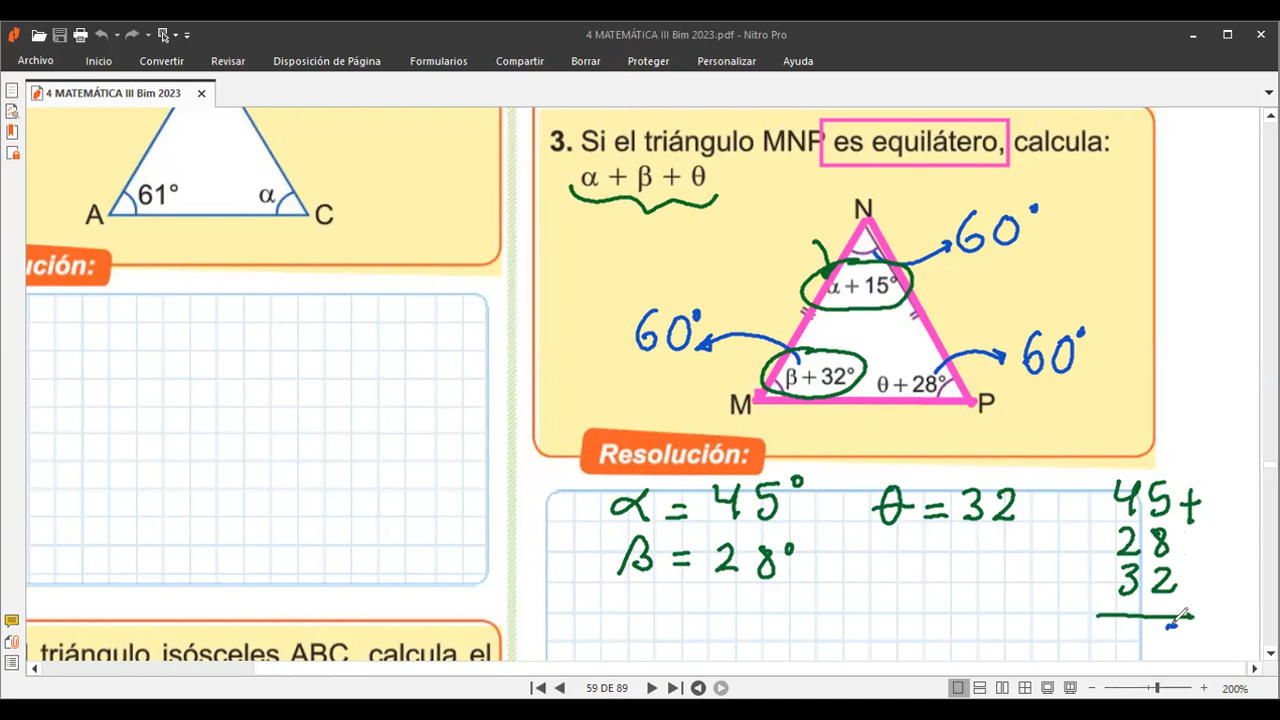 4 MATEMÁTICA III Bim 2023.pdf - Nitro Pro
Archivo Inicio Convertir Revisar Disposición de Página Formularios Compartir Borrar Proteger Personalizar Ayuda
4 MATEMÁTICA III Bim 2023
A 61° α C
ución:
triángulo isósceles ABC, calcula el
3. Si el triángulo MNP es equilátero, calcula:
α + β + θ
N
60°
α + 15°
60°
60°
β + 32° θ + 28°
M P
Resolución:
α = 45° θ = 32
β = 28°
45+
28
32
59 DE 89
200%